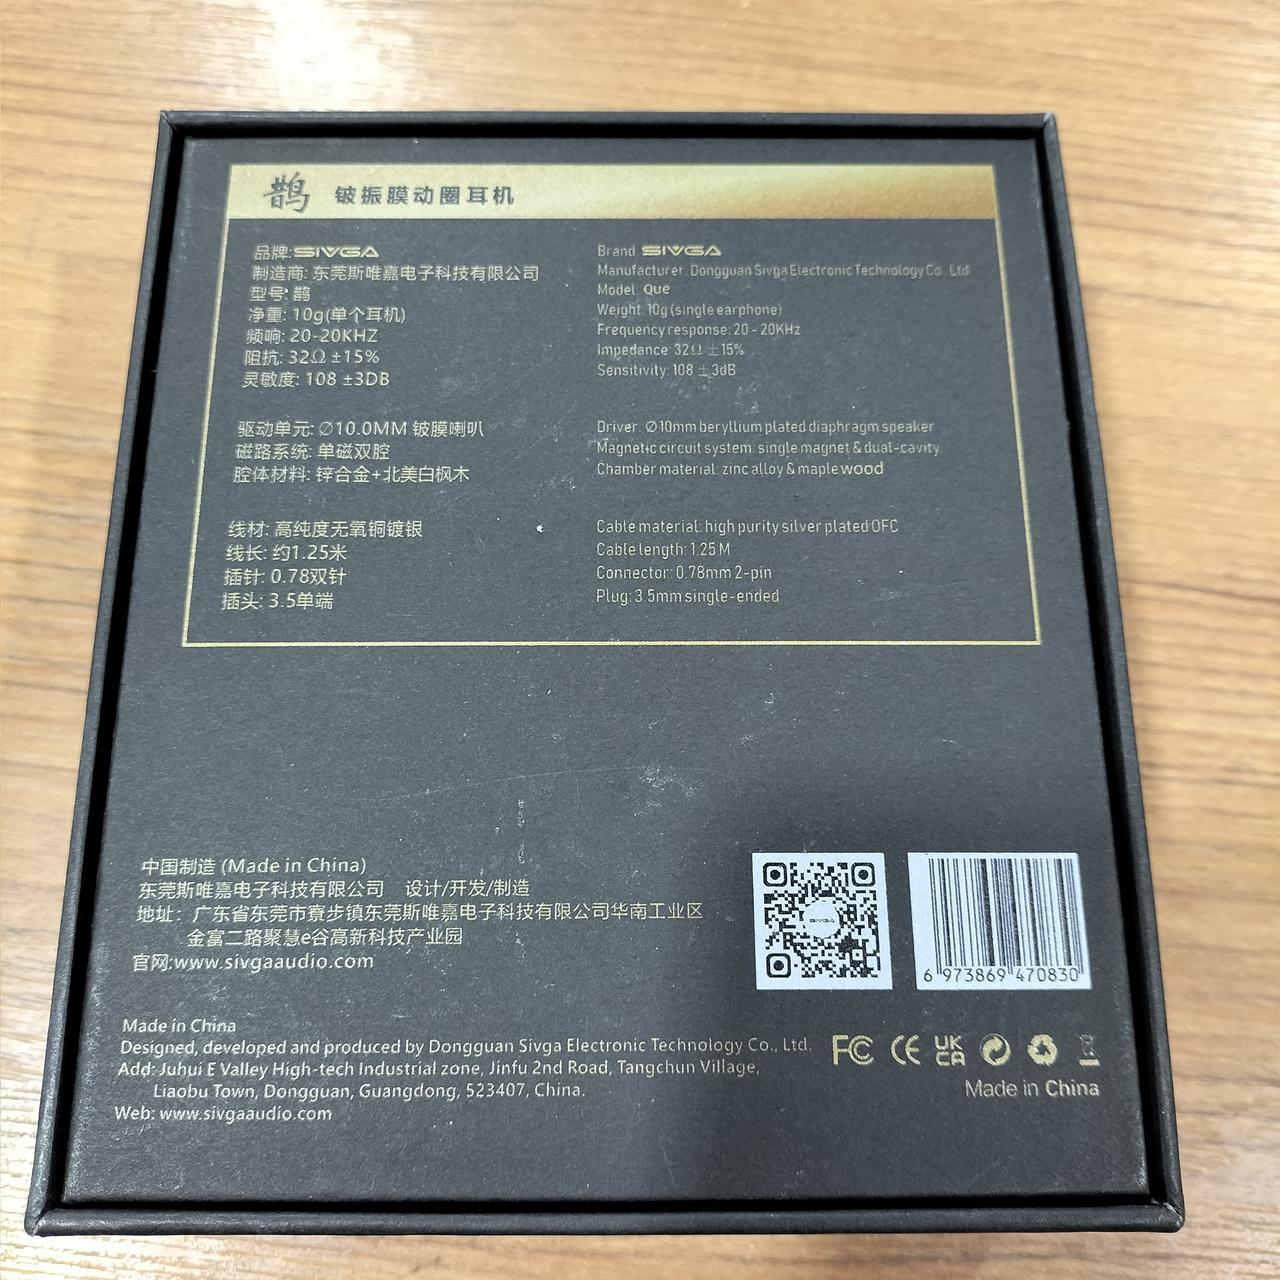 鹊 铍振膜动圈耳机
品牌:SIVGA
制造商: 东莞斯唯嘉电子科技有限公司
型号: 鹊
净重: 10g(单个耳机)
频响: 20-20KHZ
阻抗: 32Ω ±15%
灵敏度: 108 ±3DB
驱动单元: ∅10.0MM 铍膜喇叭
磁路系统: 单磁双腔
腔体材料: 锌合金+北美白枫木
线材: 高纯度无氧铜镀银
线长: 约1.25米
插针: 0.78双针
插头: 3.5单端
Brand SIVGA
Manufacturer: Dongguan Sivga Electronic Technology Co., Ltd
Model: Que
Weight: 10g (single earphone)
Frequency response: 20 - 20KHz
Impedance: 32Ω ±15%
Sensitivity: 108 ±3dB
Driver: ∅10mm beryllium plated diaphragm speaker
Magnetic circuit system: single magnet & dual-cavity
Chamber material: zinc alloy & maple wood
Cable material: high purity silver plated OFC
Cable length: 1.25 M
Connector: 0.78mm 2-pin
Plug: 3.5mm single-ended
中国制造 (Made in China)
东莞斯唯嘉电子科技有限公司 设计/开发/制造
地址: 广东省东莞市寮步镇东莞斯唯嘉电子科技有限公司华南工业区
金富二路聚慧e谷高新科技产业园
官网:www.sivgaaudio.com
SIVGA
6 973869 470830
Made in China
Designed, developed and produced by Dongguan Sivga Electronic Technology Co., Ltd.
Add: Juhui E Valley High-tech Industrial zone, Jinfu 2nd Road, Tangchun Village,
Liaobu Town, Dongguan, Guangdong, 523407, China.
Web: www.sivgaaudio.com
FC CE UK CA
Made in China